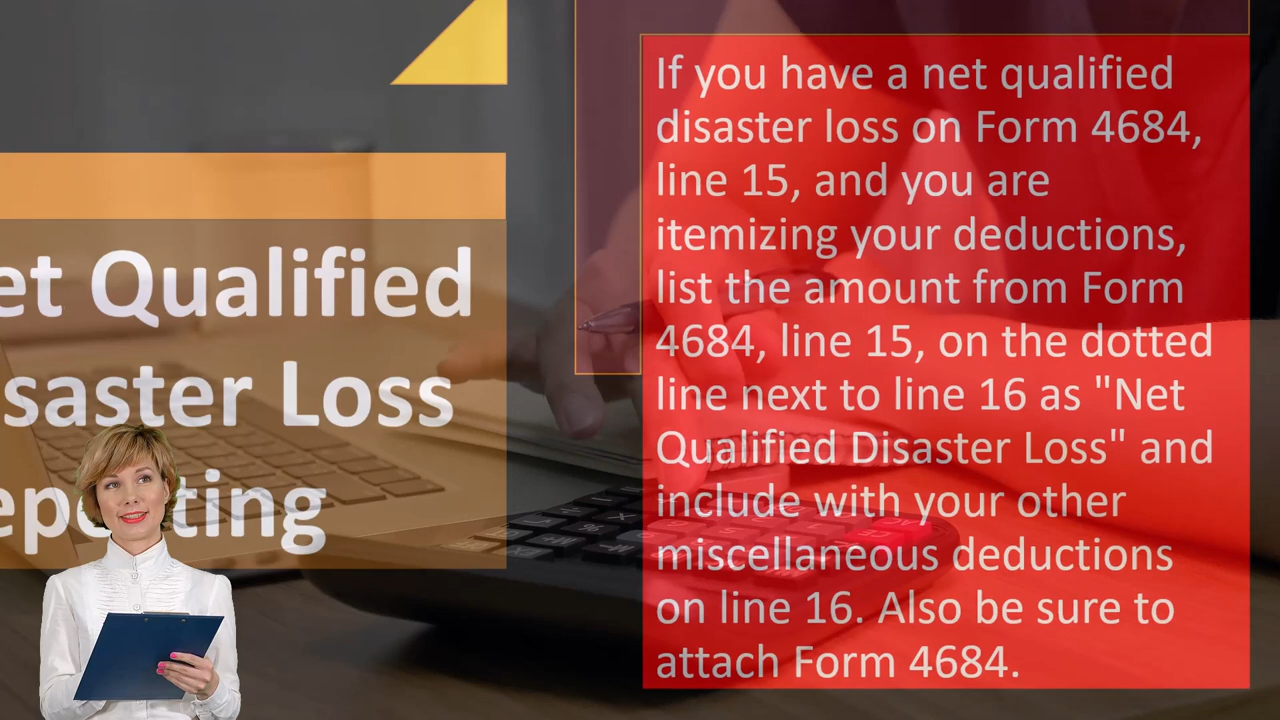 et Qualified
saster Loss
ep ting
If you have a net qualified
disaster loss on Form 4684,
line 15, and you are
itemizing your deductions,
list the amount from Form
4684, line 15, on the dotted
line next to line 16 as "Net
Qualified Disaster Loss" and
include with your other
miscellaneous deductions
on line 16. Also be sure to
attach Form 4684.